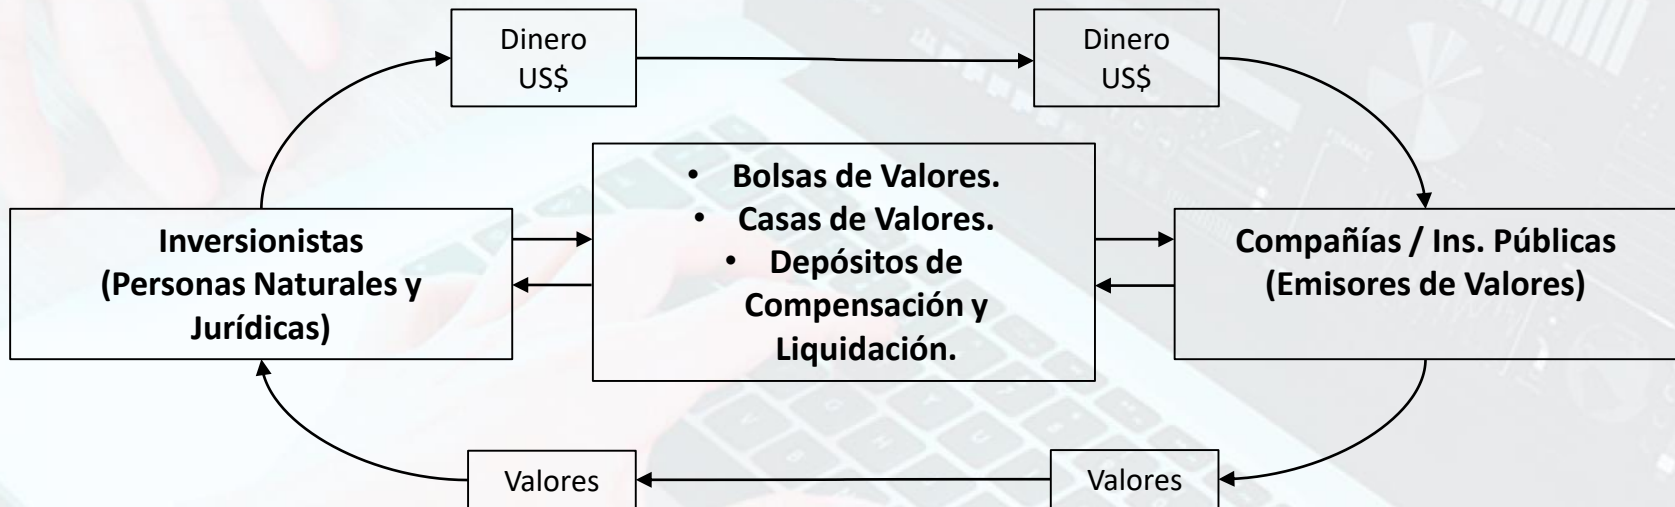 Dinero
US$
Dinero
US$
• Bolsas de Valores.
• Casas de Valores.
• Depósitos de
Compensación y
Liquidación.
Inversionistas
(Personas Naturales y
Jurídicas)
Compañías / Ins. Públicas
(Emisores de Valores)
Valores
Valores